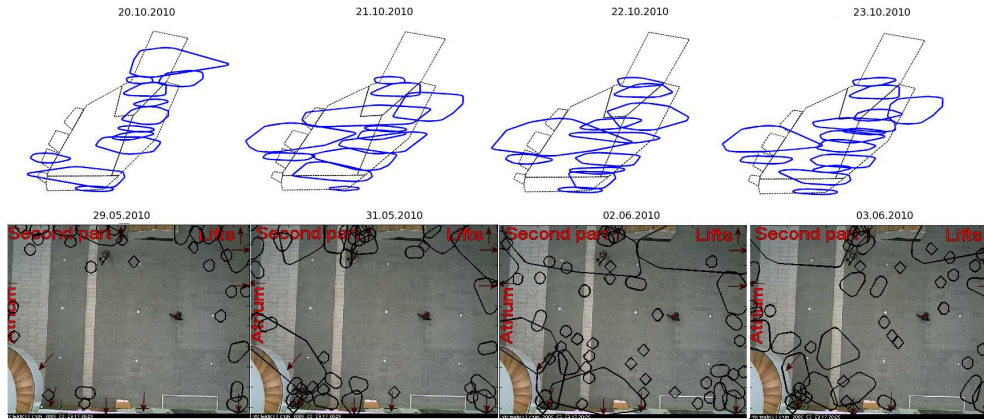 20.10.2010
21.10.2010
22.10.2010
23.10.2010
29.05.2010
31.05.2010
02.06.2010
03.06.2010
Second part
Lifts
Atrium
Second part
Lifts
Atrium
Second part
Lifts
Atrium
Second part
Lifts
Atrium